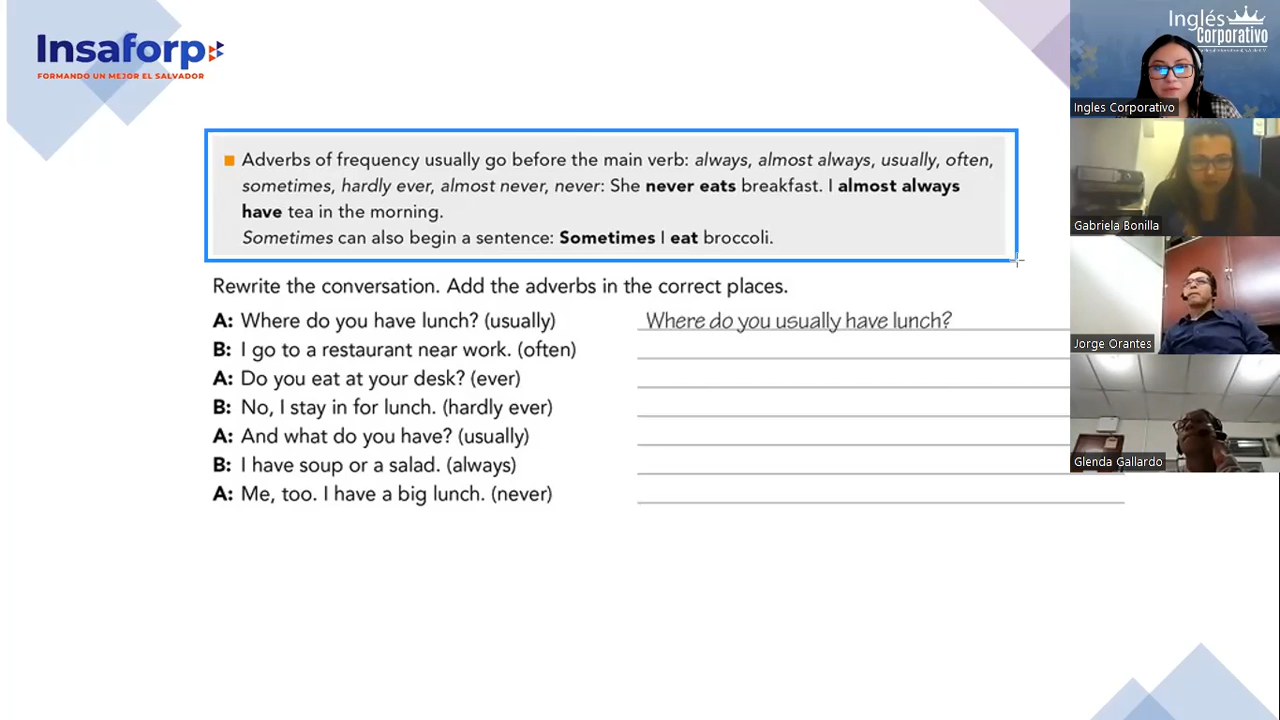 Insaforp
FORMANDO UN MEJOR EL SALVADOR
Inglés
Corporativo
Ingles Corporativo
Gabriela Bonilla
Jorge Orantes
Glenda Gallardo
Adverbs of frequency usually go before the main verb: always, almost always, usually, often,
sometimes, hardly ever, almost never, never: She never eats breakfast. I almost always
have tea in the morning.
Sometimes can also begin a sentence: Sometimes I eat broccoli.
Rewrite the conversation. Add the adverbs in the correct places.
A: Where do you have lunch? (usually) Where do you usually have lunch?
B: I go to a restaurant near work. (often)
A: Do you eat at your desk? (ever)
B: No, I stay in for lunch. (hardly ever)
A: And what do you have? (usually)
B: I have soup or a salad. (always)
A: Me, too. I have a big lunch. (never)